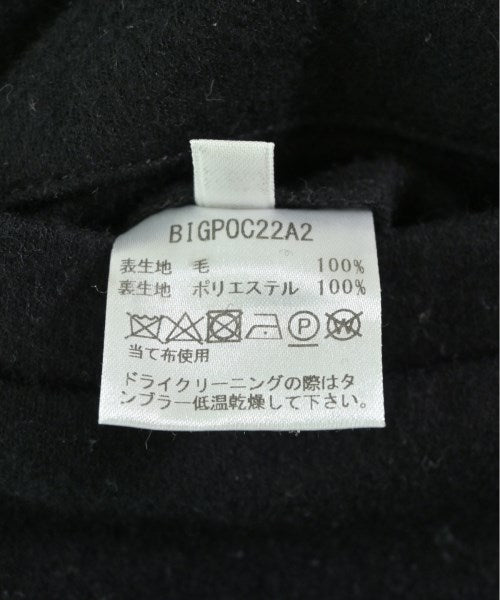 BIGPOC22A2
表生地 毛 100%
裏生地 ポリエステル 100%
P W
当て布使用
ドライクリーニングの際はタ
ンブラー低温乾燥して下さい。